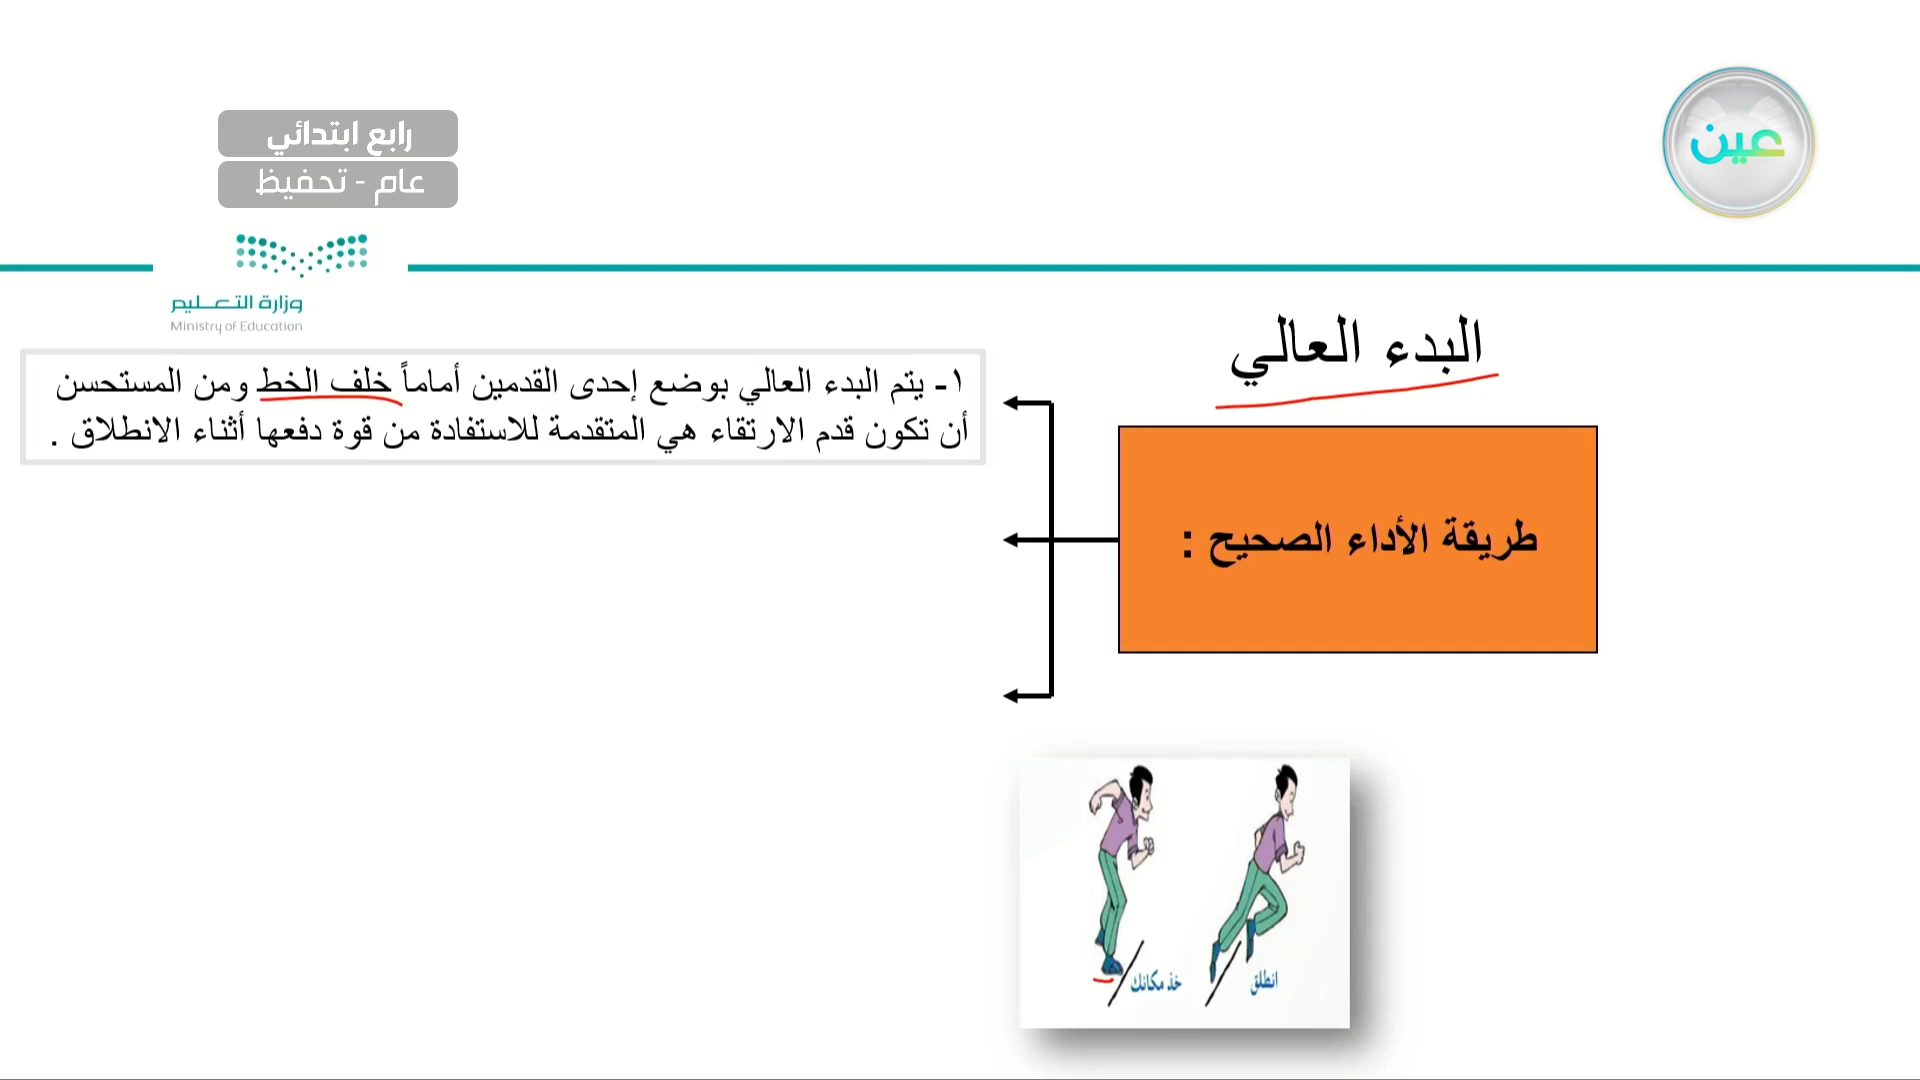 رابع ابتدائي
عام - تحفيظ
عين
وزارة التعليم
Ministry of Education
البدء العالي
١- يتم البدء العالي بوضع إحدى القدمين أماماً خلف الخط ومن المستحسن
أن تكون قدم الارتقاء هي المتقدمة للاستفادة من قوة دفعها أثناء الانطلاق .
طريقة الأداء الصحيح :
خذ مكانك
انطلق